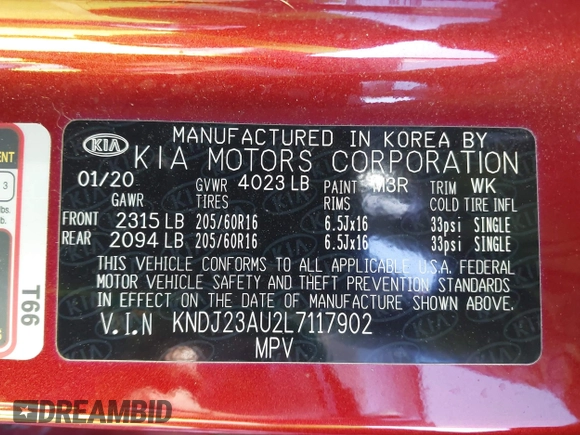 MANUFACTURED IN KOREA BY
KIA KIA MOTORS CORPORATION
01/20 GVWR 4023 LB PAINT M3R TRIM WK
GAWR TIRES RIMS COLD TIRE INFL
FRONT 2315 LB 205/60R16 6.5Jx16 33psi SINGLE
REAR 2094 LB 205/60R16 6.5Jx16 33psi SINGLE
THIS VEHICLE CONFORMS TO ALL APPLICABLE U.S.A. FEDERAL
MOTOR VEHICLE SAFETY AND THEFT PREVENTION STANDARDS
IN EFFECT ON THE DATE OF MANUFACTURE SHOWN ABOVE.
V.I.N KNDJ23AU2L7117902
MPV
3
lbs.
T66
DREAMBID